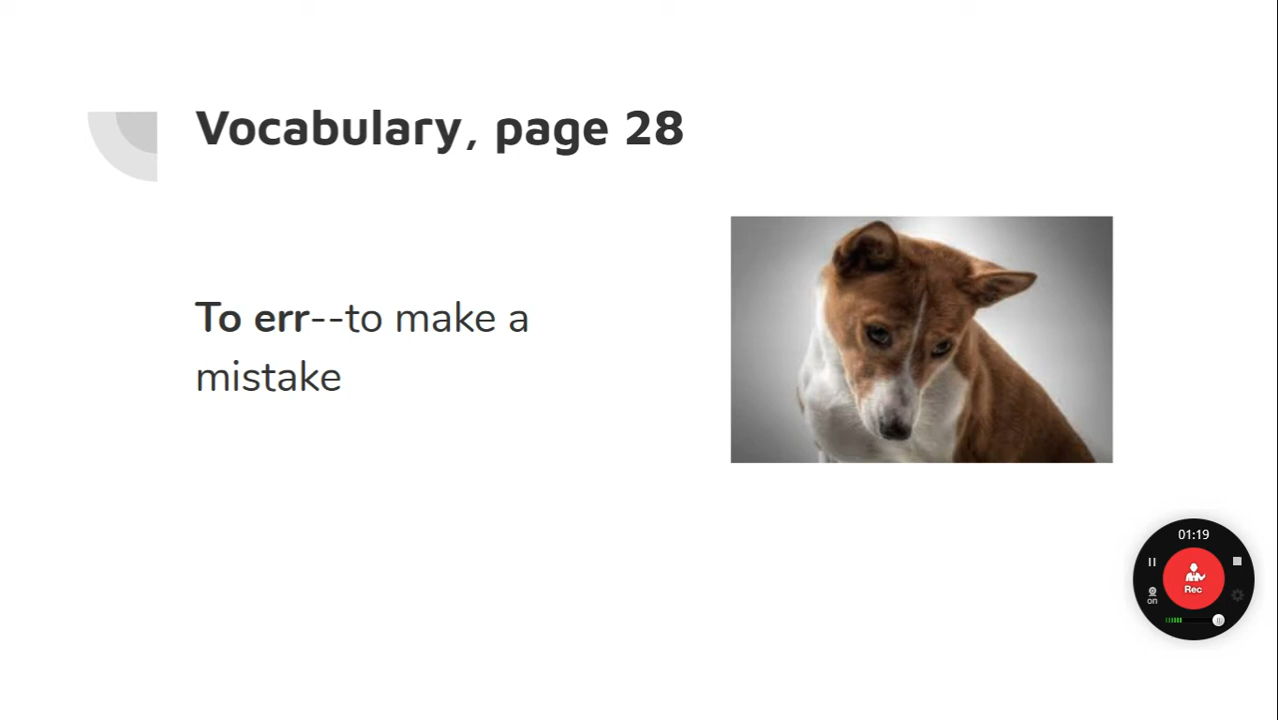 Vocabulary, page 28
To err--to make a
mistake
01:19
Rec
on